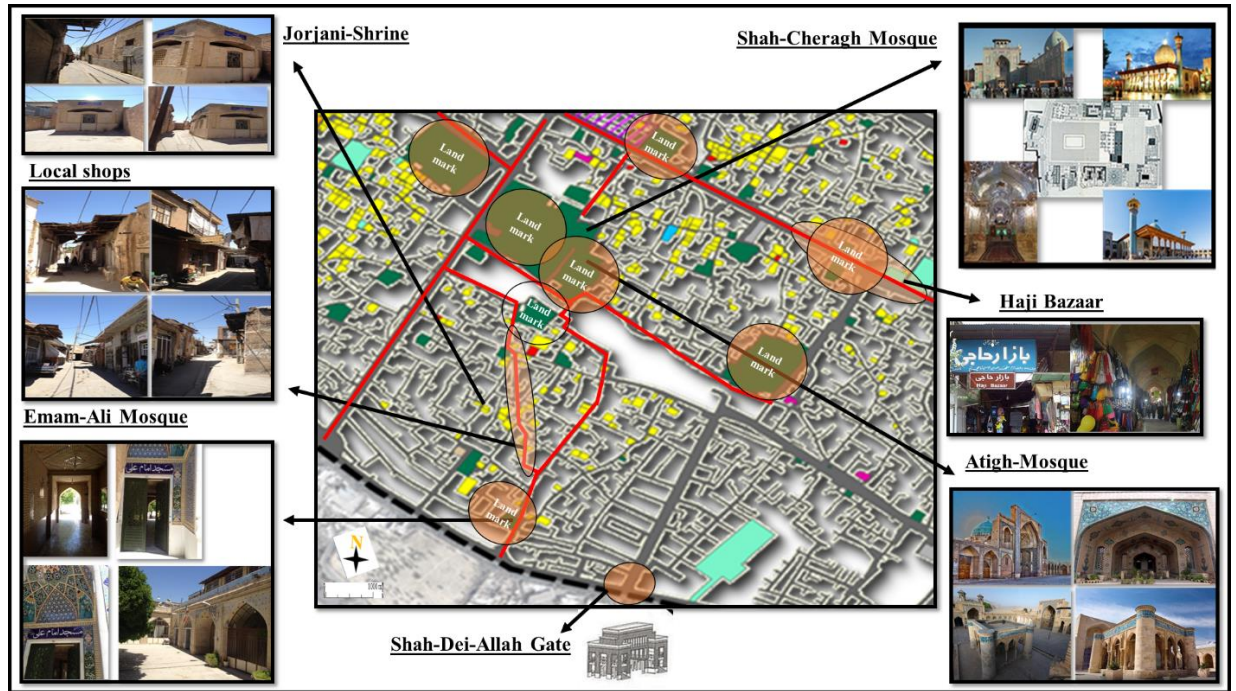 Jorjani-Shrine
Shah-Cheragh Mosque
Local shops
Emam-Ali Mosque
Land
mark
Land
mark
Land
mark
Land
mark
Land
mark
Land
mark
Land
mark
Land
mark
N
Haji Bazaar
بازار حاجی
بازار حاجی
Haji Bazaar
Atigh-Mosque
مسجد امام علی
مسجد امام علی
Shah-Dei-Allah Gate